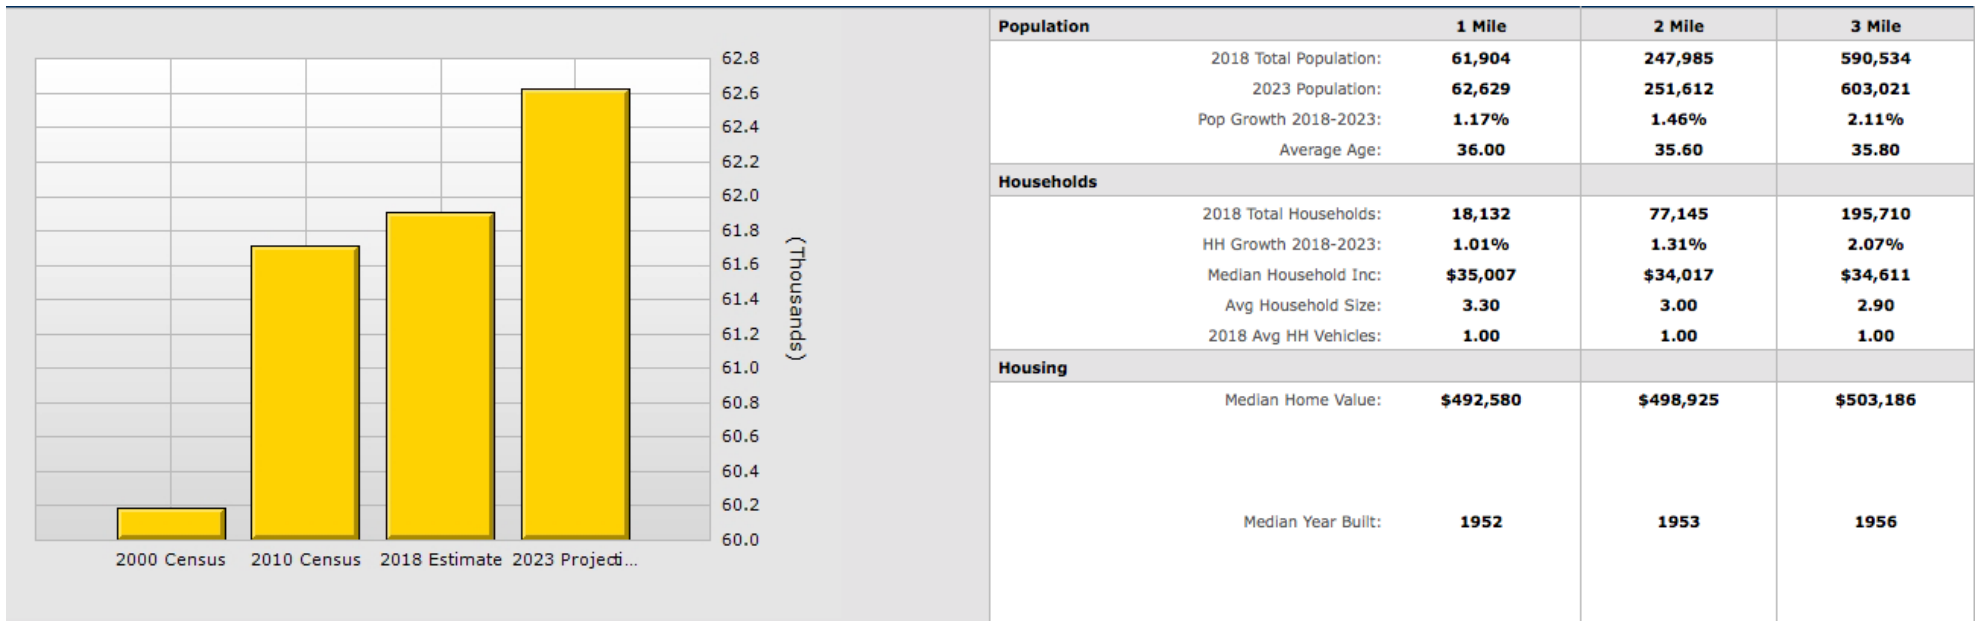 62.8
62.6
62.4
62.2
62.0
61.8
61.6
61.4
61.2
61.0
60.8
60.6
60.4
60.2
60.0
(Thousands)
2000 Census 2010 Census 2018 Estimate 2023 Projecti...
Population 1 Mile 2 Mile 3 Mile
2018 Total Population: 61,904 247,985 590,534
2023 Population: 62,629 251,612 603,021
Pop Growth 2018-2023: 1.17% 1.46% 2.11%
Average Age: 36.00 35.60 35.80
Households
2018 Total Households: 18,132 77,145 195,710
HH Growth 2018-2023: 1.01% 1.31% 2.07%
Median Household Inc: $35,007 $34,017 $34,611
Avg Household Size: 3.30 3.00 2.90
2018 Avg HH Vehicles: 1.00 1.00 1.00
Housing
Median Home Value: $492,580 $498,925 $503,186
Median Year Built: 1952 1953 1956